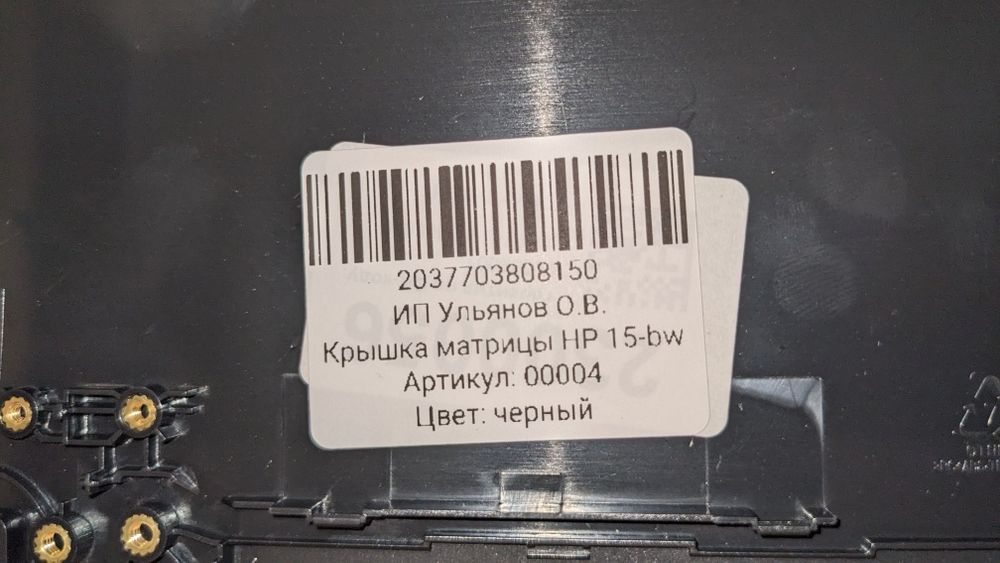 2037703808150
ИП Ульянов О.В.
Крышка матрицы HP 15-bw
Артикул: 00004
Цвет: черный